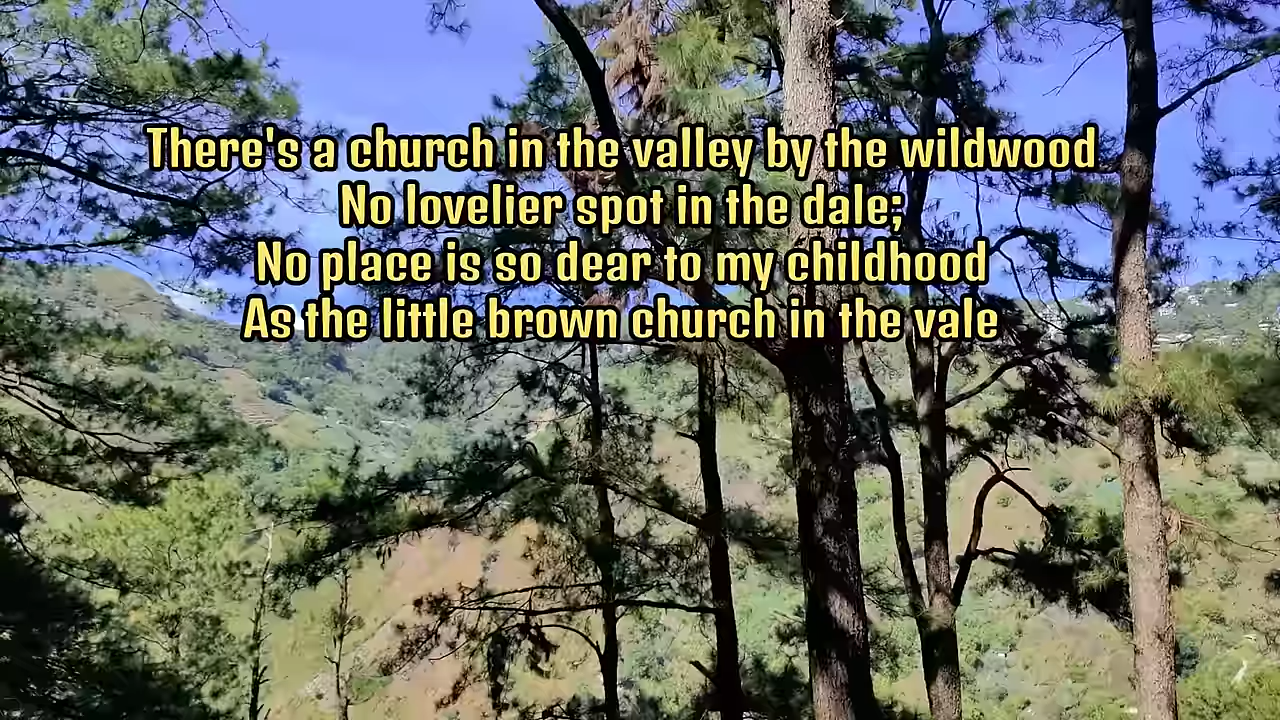 There's a church in the valley by the wildwood
No lovelier spot in the dale;
No place is so dear to my childhood
As the little brown church in the vale